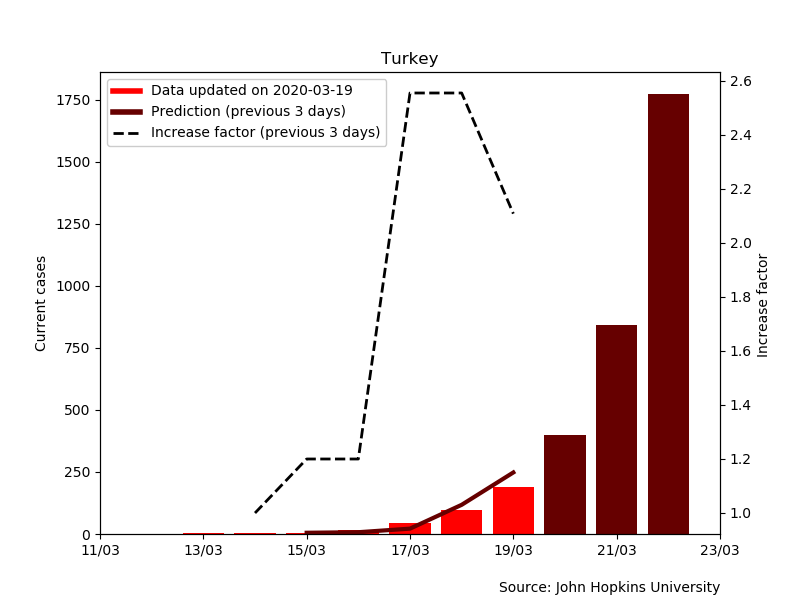 Turkey
Data updated on 2020-03-19
Prediction (previous 3 days)
Increase factor (previous 3 days)
Current cases
1750
1500
1250
1000
750
500
250
0
2.6
2.4
2.2
2.0
1.8
1.6
1.4
1.2
1.0
Increase factor
11/03 13/03 15/03 17/03 19/03 21/03 23/03
Source: John Hopkins University